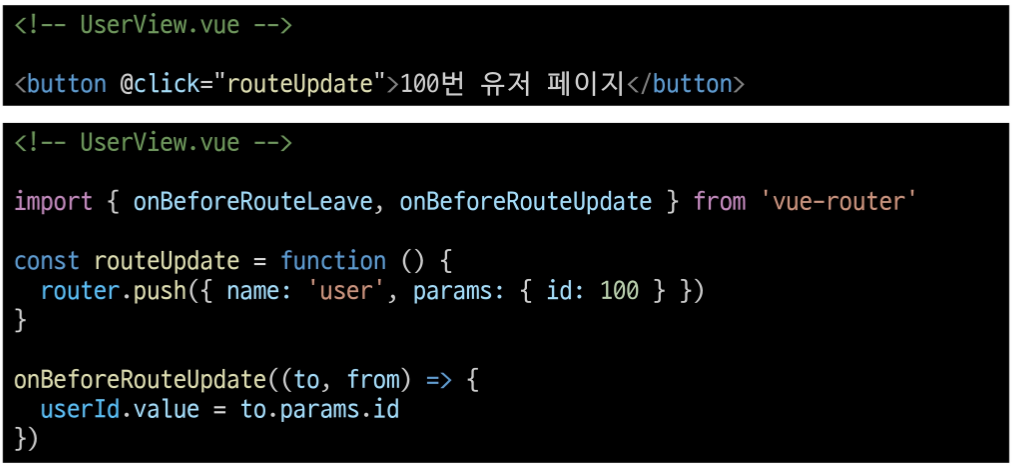 <!-- UserView.vue -->
<button @click="routeUpdate">100번 유저 페이지</button>
<!-- UserView.vue -->
import { onBeforeRouteLeave, onBeforeRouteUpdate } from 'vue-router'
const routeUpdate = function () {
  router.push({ name: 'user', params: { id: 100 } })
}
onBeforeRouteUpdate((to, from) => {
  userId.value = to.params.id
})